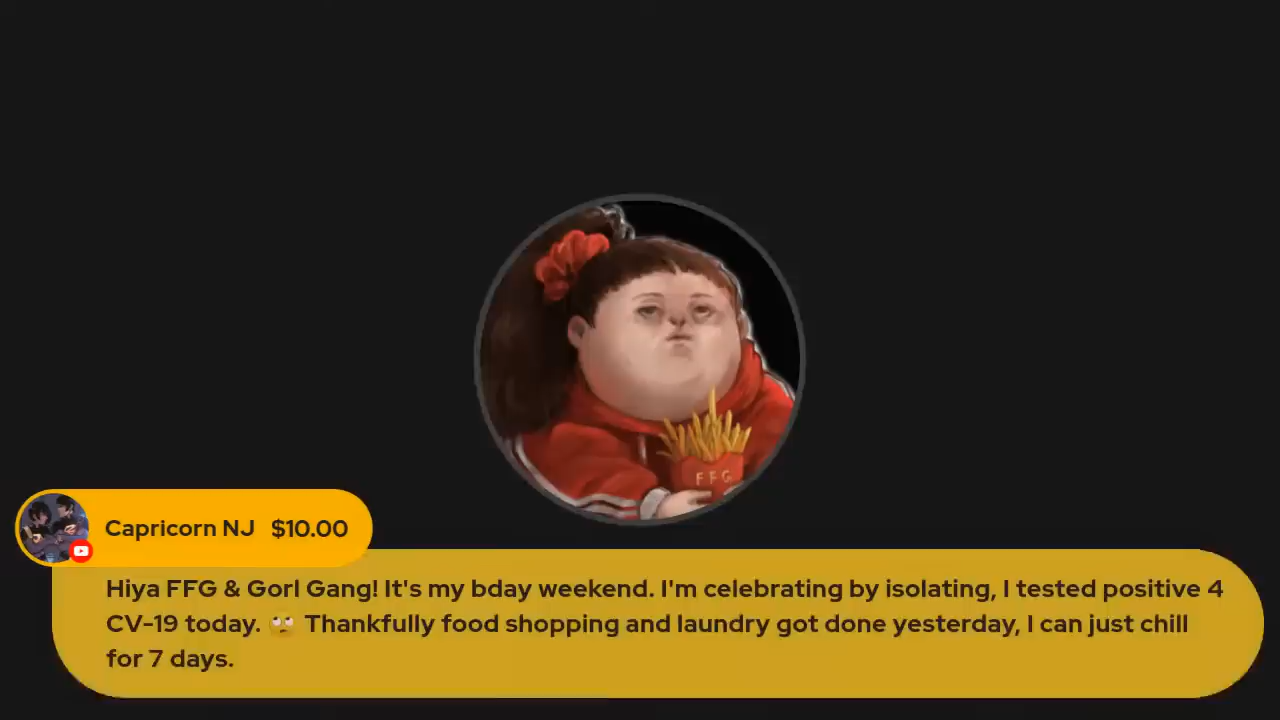 FFG
Capricorn NJ $10.00
Hiya FFG & Gorl Gang! It's my bday weekend. I'm celebrating by isolating, I tested positive 4
CV-19 today. 🙄 Thankfully food shopping and laundry got done yesterday, I can just chill
for 7 days.